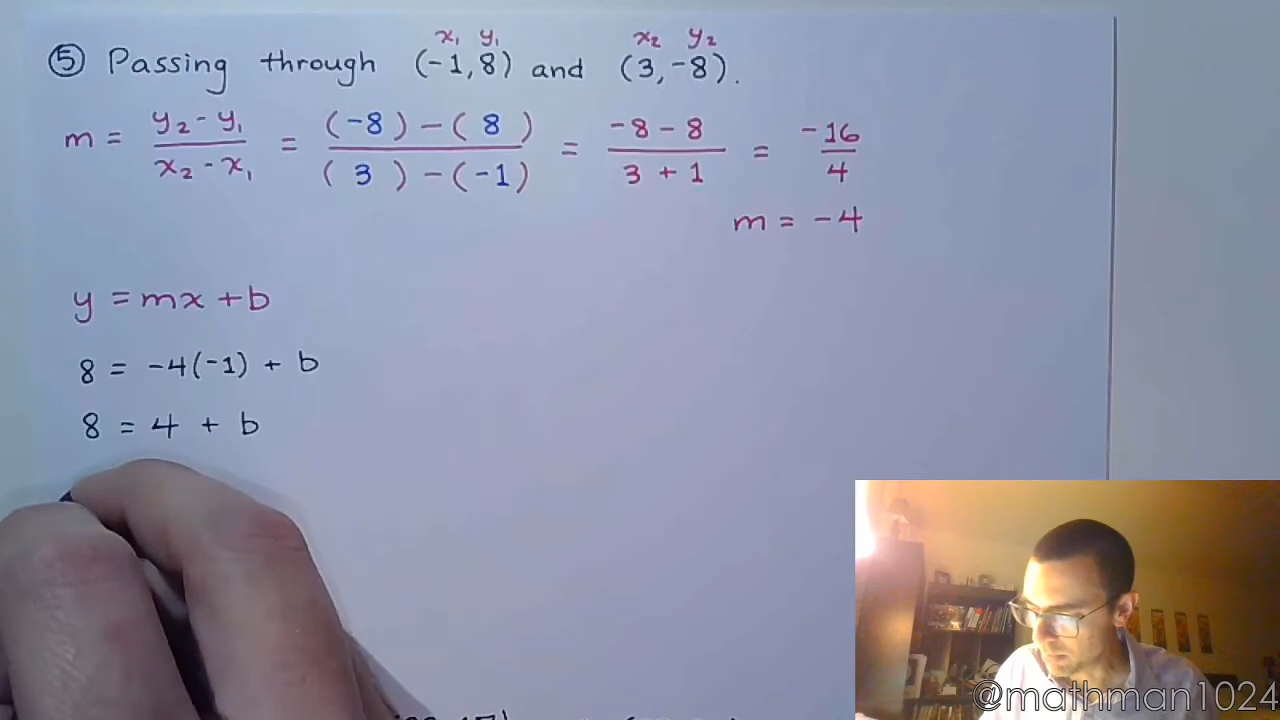 x₁ y₁ x₂ y₂
⑤ Passing through (-1, 8) and (3, -8).
m = y₂ - y₁ / x₂ - x₁ = (-8) - (8) / (3) - (-1) = -8 - 8 / 3 + 1 = -16 / 4
m = -4
y = mx + b
8 = -4(-1) + b
8 = 4 + b
@mathman1024